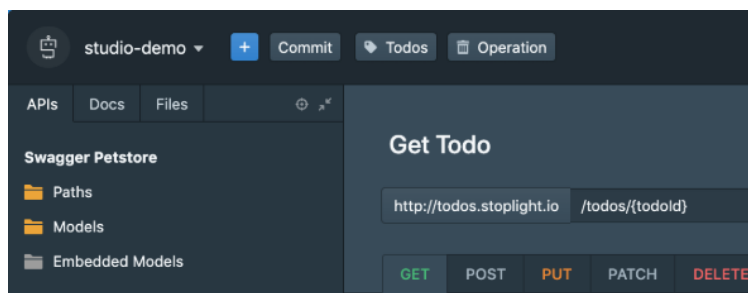 studio-demo + Commit Todos Operation
APIs Docs Files
Get Todo
Swagger Petstore
Paths
http://todos.stoplight.io /todos/{todoId}
Models
Embedded Models
GET POST PUT PATCH DELETE